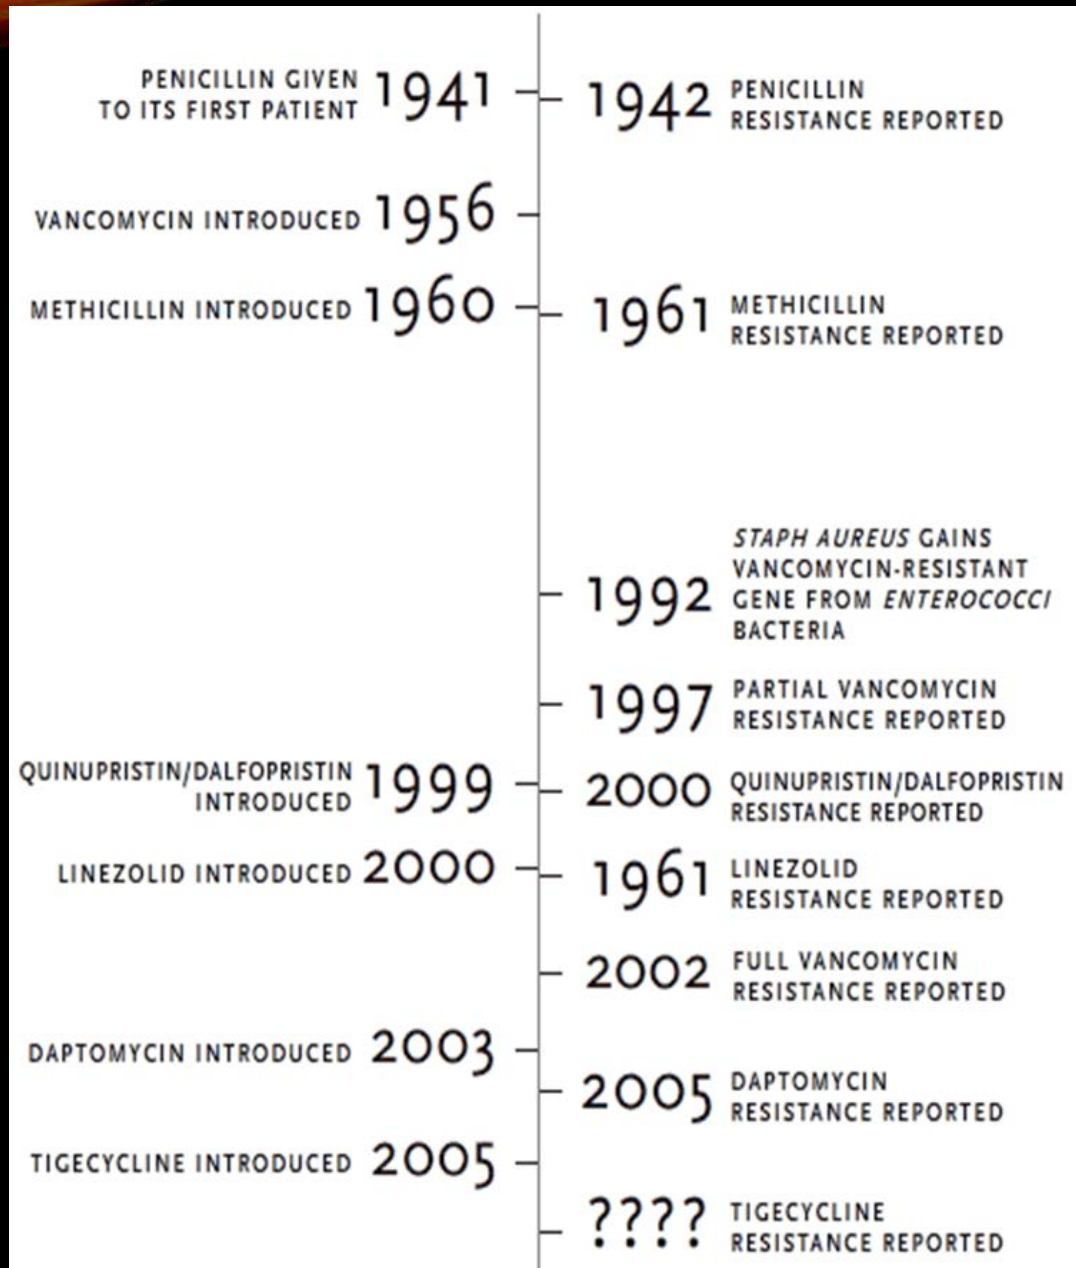 PENICILLIN GIVEN
TO ITS FIRST PATIENT 1941
1942 PENICILLIN
RESISTANCE REPORTED
VANCOMYCIN INTRODUCED 1956
METHICILLIN INTRODUCED 1960
1961 METHICILLIN
RESISTANCE REPORTED
STAPH AUREUS GAINS
VANCOMYCIN-RESISTANT
1992 GENE FROM ENTEROCOCCI
BACTERIA
1997 PARTIAL VANCOMYCIN
RESISTANCE REPORTED
QUINUPRISTIN/DALFOPRISTIN
INTRODUCED 1999
2000 QUINUPRISTIN/DALFOPRISTIN
RESISTANCE REPORTED
LINEZOLID INTRODUCED 2000
1961 LINEZOLID
RESISTANCE REPORTED
2002 FULL VANCOMYCIN
RESISTANCE REPORTED
DAPTOMYCIN INTRODUCED 2003
2005 DAPTOMYCIN
RESISTANCE REPORTED
TIGECYCLINE INTRODUCED 2005
???? TIGECYCLINE
RESISTANCE REPORTED